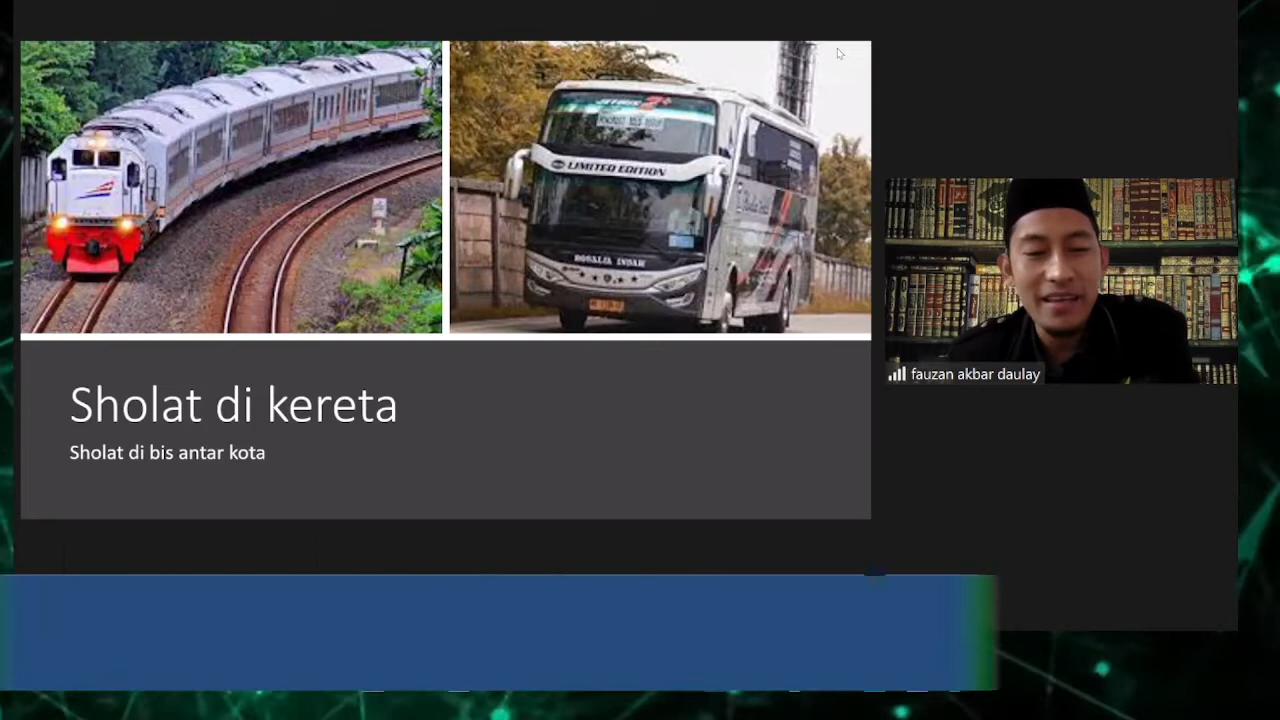 LIMITED EDITION
ROSALIA INDAH
Sholat di kereta
Sholat di bis antar kota
fauzan akbar daulay